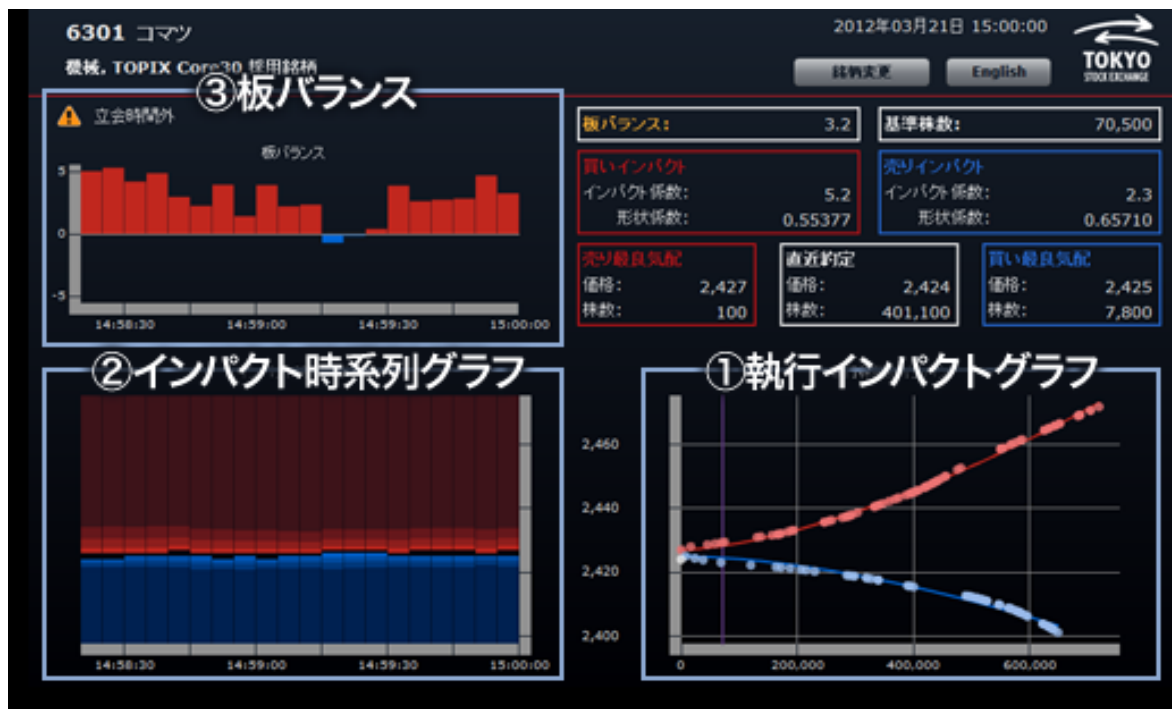 6301 コマツ
2012年03月21日 15:00:00
機械, TOPIX Core30 採用銘柄
銘柄変更
English
TOKYO
STOCK EXCHANGE
③板バランス
立会時間外
板バランス
5
0
-5
14:58:30 14:59:00 14:59:30 15:00:00
板バランス: 3.2
基準株数: 70,500
買いインパクト
インパクト係数: 5.2
形状係数: 0.55377
売りインパクト
インパクト係数: 2.3
形状係数: 0.65710
売り最良気配
価格: 2,427
株数: 100
直近約定
価格: 2,424
株数: 401,100
買い最良気配
価格: 2,425
株数: 7,800
②インパクト時系列グラフ
14:58:30 14:59:00 14:59:30 15:00:00
①執行インパクトグラフ
2,460
2,440
2,420
2,400
0 200,000 400,000 600,000